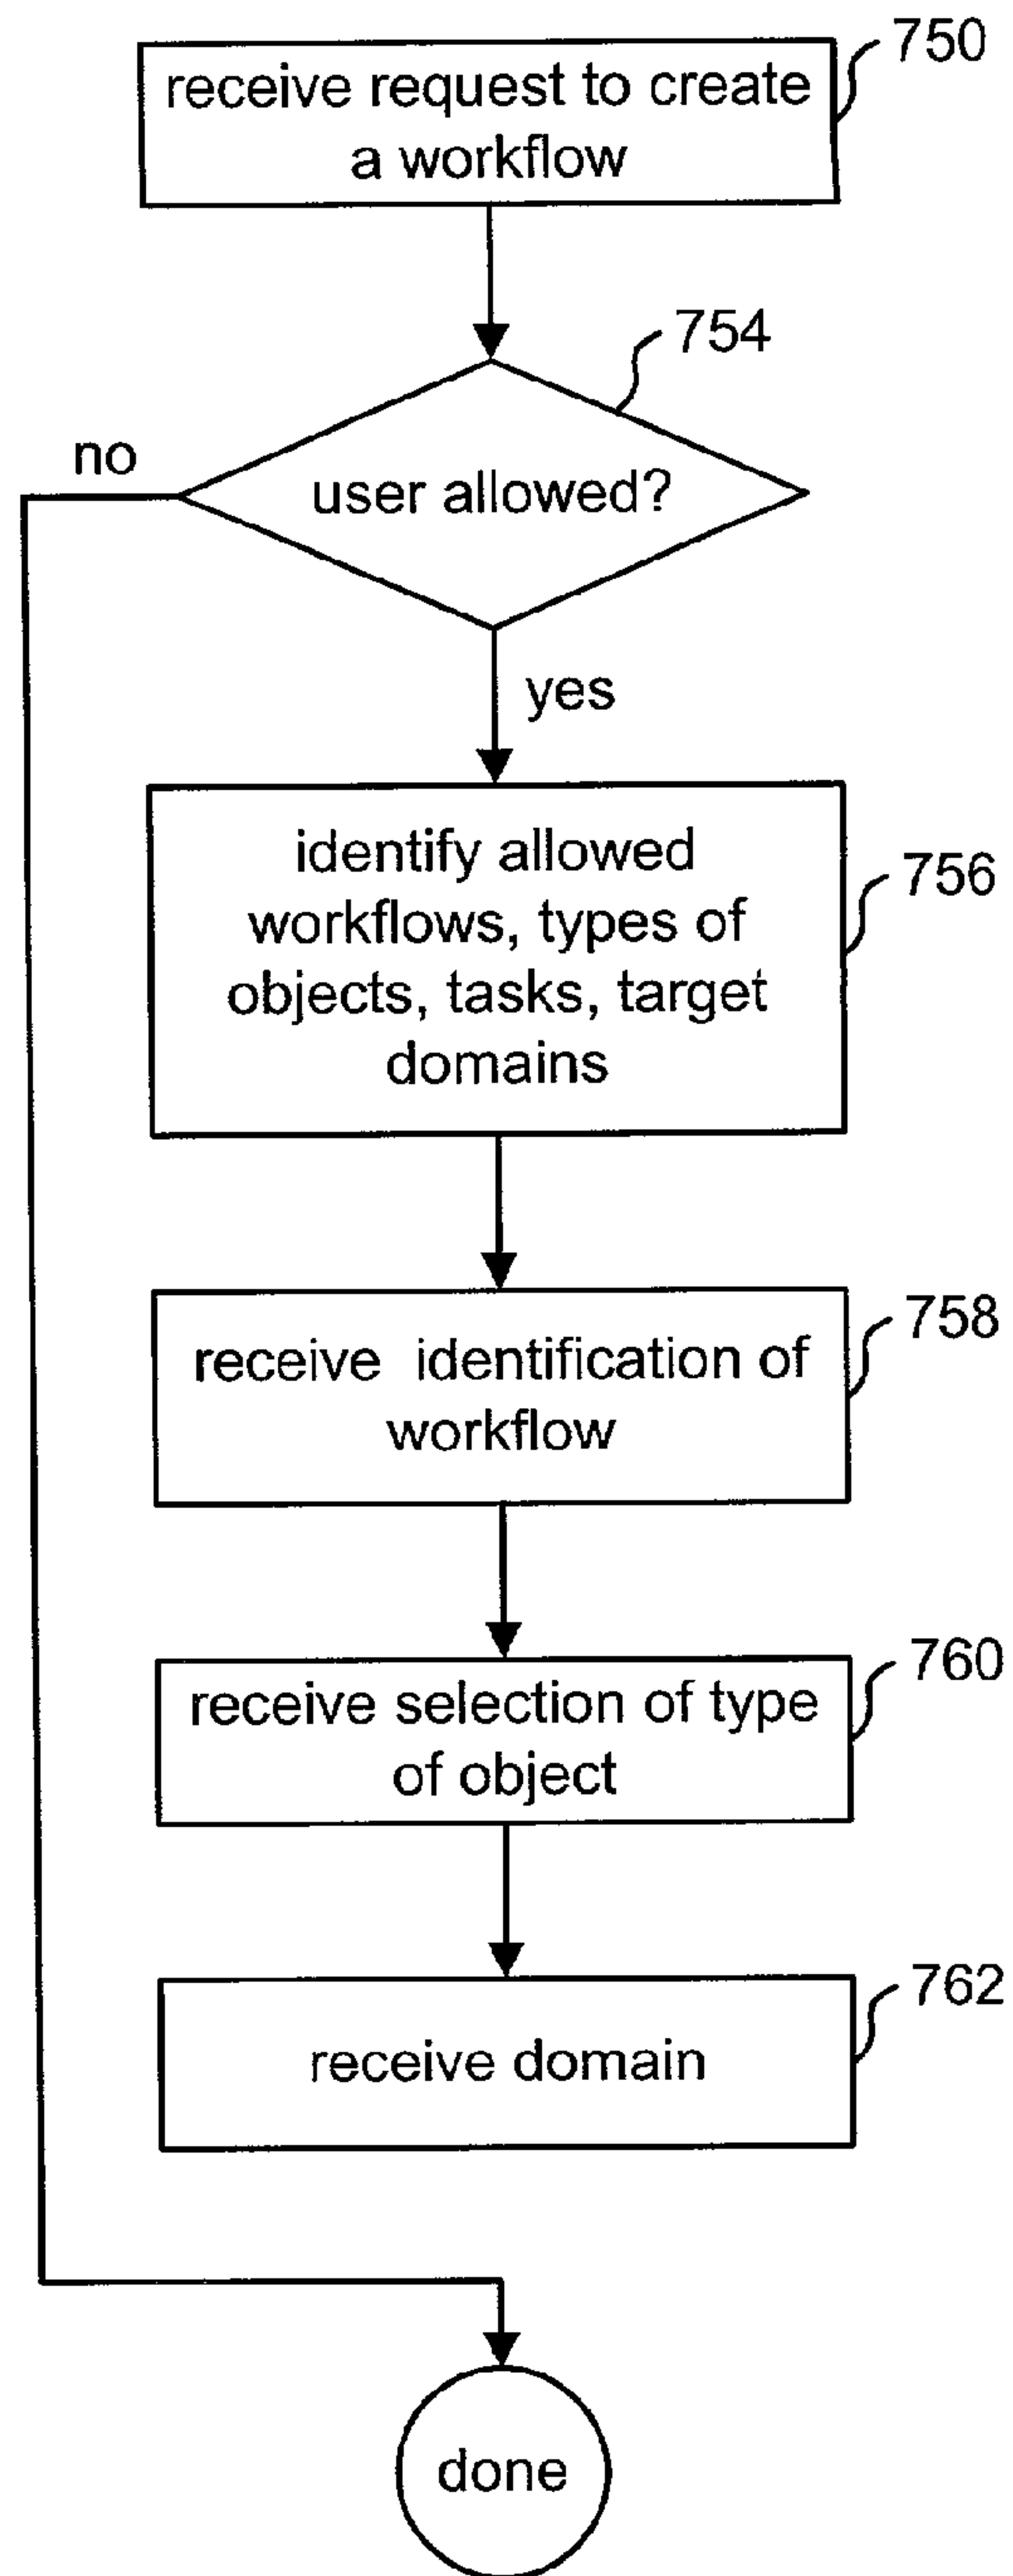 750
receive request to create
a workflow
754
no
user allowed?
yes
756
identify allowed
workflows, types of
objects, tasks, target
domains
758
receive identification of
workflow
760
receive selection of type
of object
762
receive domain
done